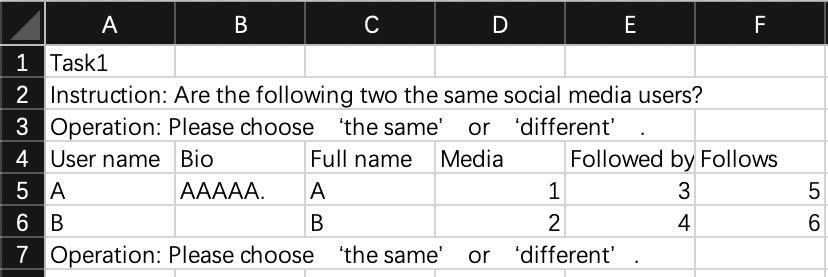 A B C D E F
1 Task1
2 Instruction: Are the following two the same social media users?
3 Operation: Please choose ‘the same’ or ‘different’ .
4 User name Bio Full name Media Followed by Follows
5 A AAAAA. A 1 3 5
6 B B 2 4 6
7 Operation: Please choose ‘the same’ or ‘different’ .